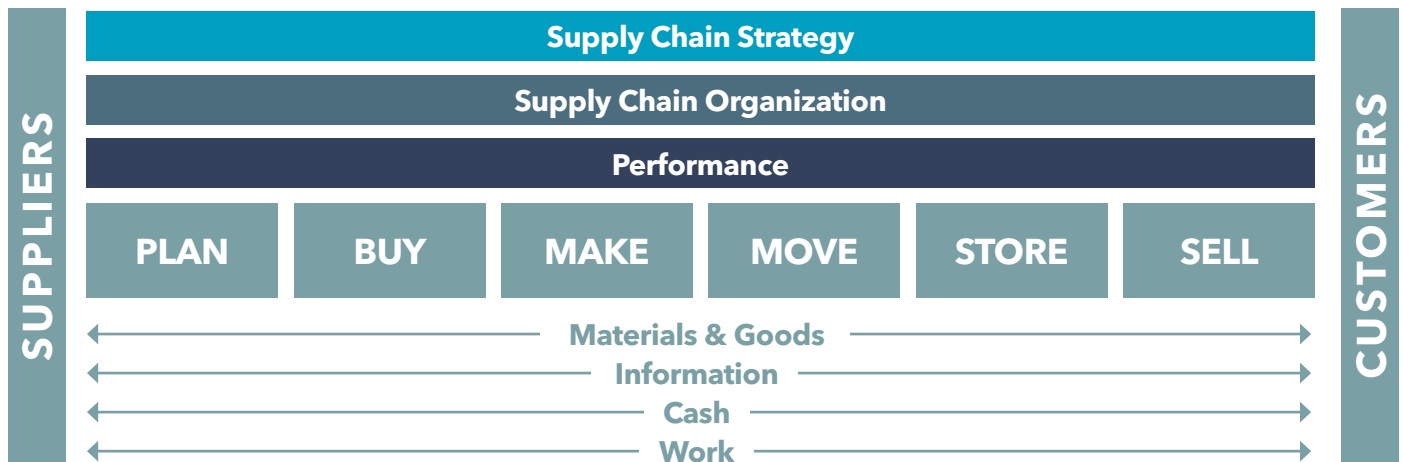 SUPPLIERS
Supply Chain Strategy
Supply Chain Organization
Performance
PLAN BUY MAKE MOVE STORE SELL
Materials & Goods
Information
Cash
Work
CUSTOMERS